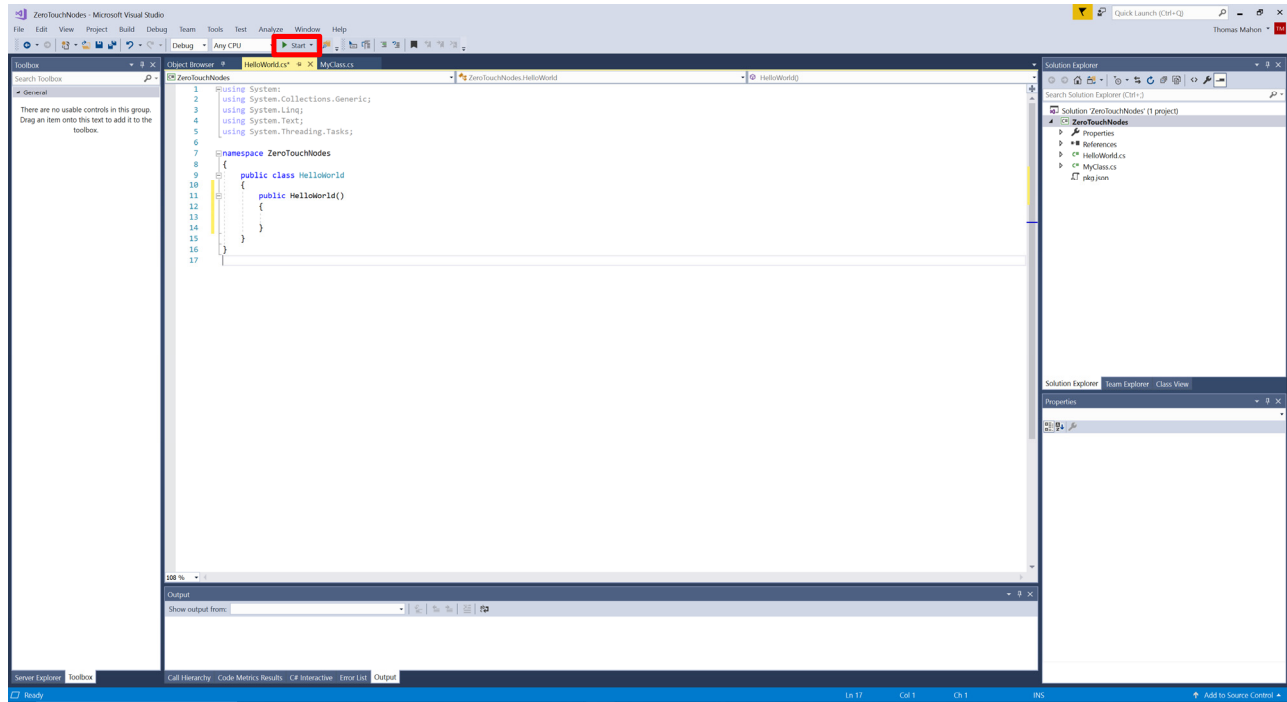 ZeroTouchNodes - Microsoft Visual Studio
Quick Launch (Ctrl+Q)
File Edit View Project Build Debug Team Tools Test Analyze Window Help
Thomas Mahon TM
Debug Any CPU Start
Toolbox
Search Toolbox
General
There are no usable controls in this group.
Drag an item onto this text to add it to the
toolbox.
Object Browser HelloWorld.cs* MyClass.cs
ZeroTouchNodes ZeroTouchNodes.HelloWorld HelloWorld()
1 using System;
2 using System.Collections.Generic;
3 using System.Linq;
4 using System.Text;
5 using System.Threading.Tasks;
6
7 namespace ZeroTouchNodes
8 {
9 public class HelloWorld
10 {
11 public HelloWorld()
12 {
13
14 }
15 }
16 }
17
108 %
Output
Show output from:
Solution Explorer
Search Solution Explorer (Ctrl+;)
Solution 'ZeroTouchNodes' (1 project)
C# ZeroTouchNodes
Properties
References
C# HelloWorld.cs
C# MyClass.cs
pkg.json
Solution Explorer Team Explorer Class View
Properties
Server Explorer Toolbox
Call Hierarchy Code Metrics Results C# Interactive Error List Output
Ready Ln 17 Col 1 Ch 1 INS Add to Source Control